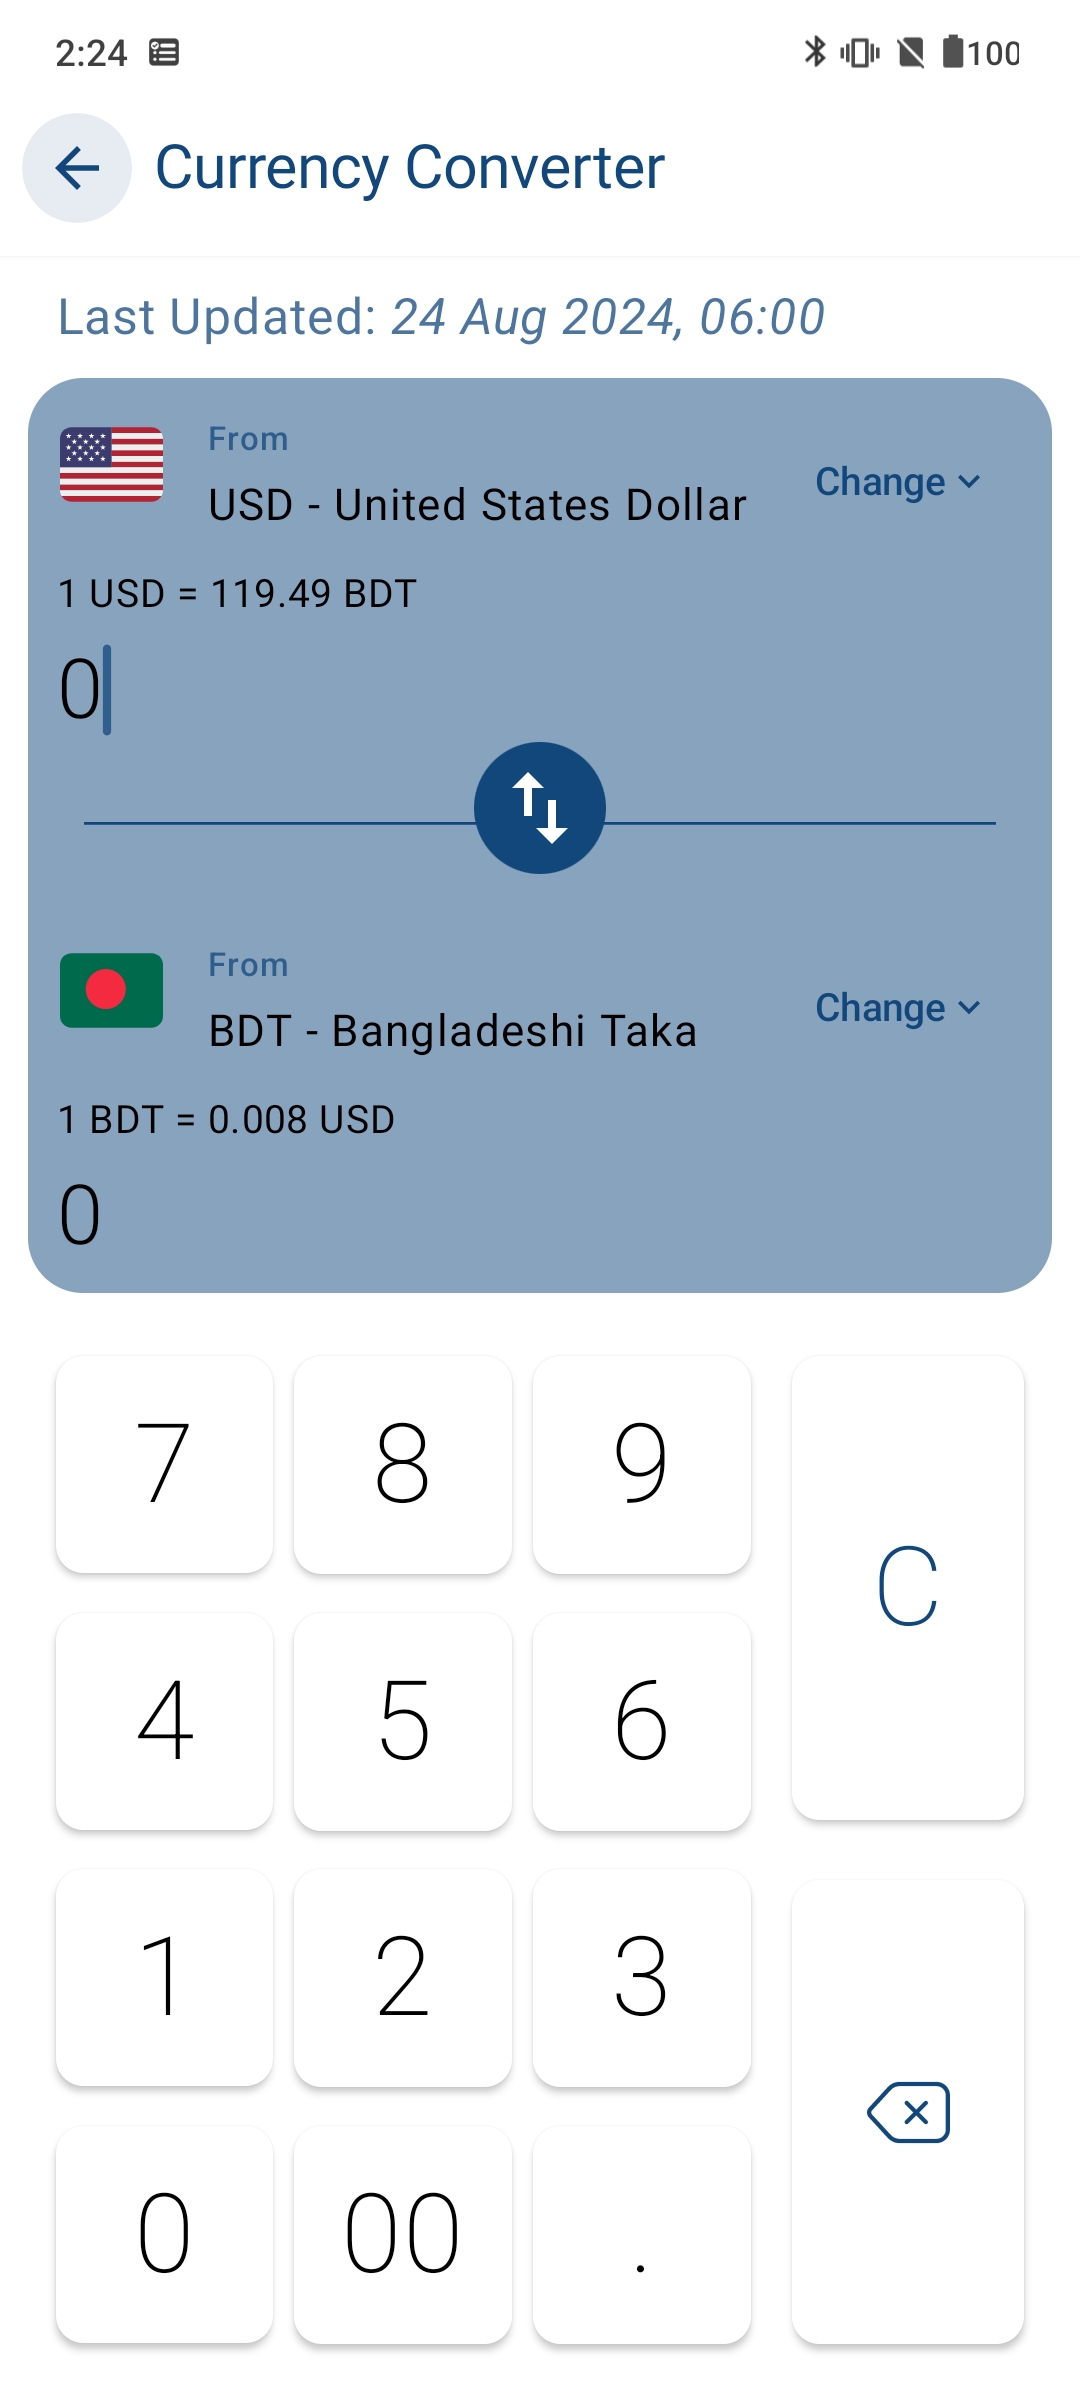 2:24
100
Currency Converter
Last Updated: 24 Aug 2024, 06:00
From
USD - United States Dollar
Change
1 USD = 119.49 BDT
0
From
BDT - Bangladeshi Taka
Change
1 BDT = 0.008 USD
0
7 8 9
C
4 5 6
1 2 3
0 00 .